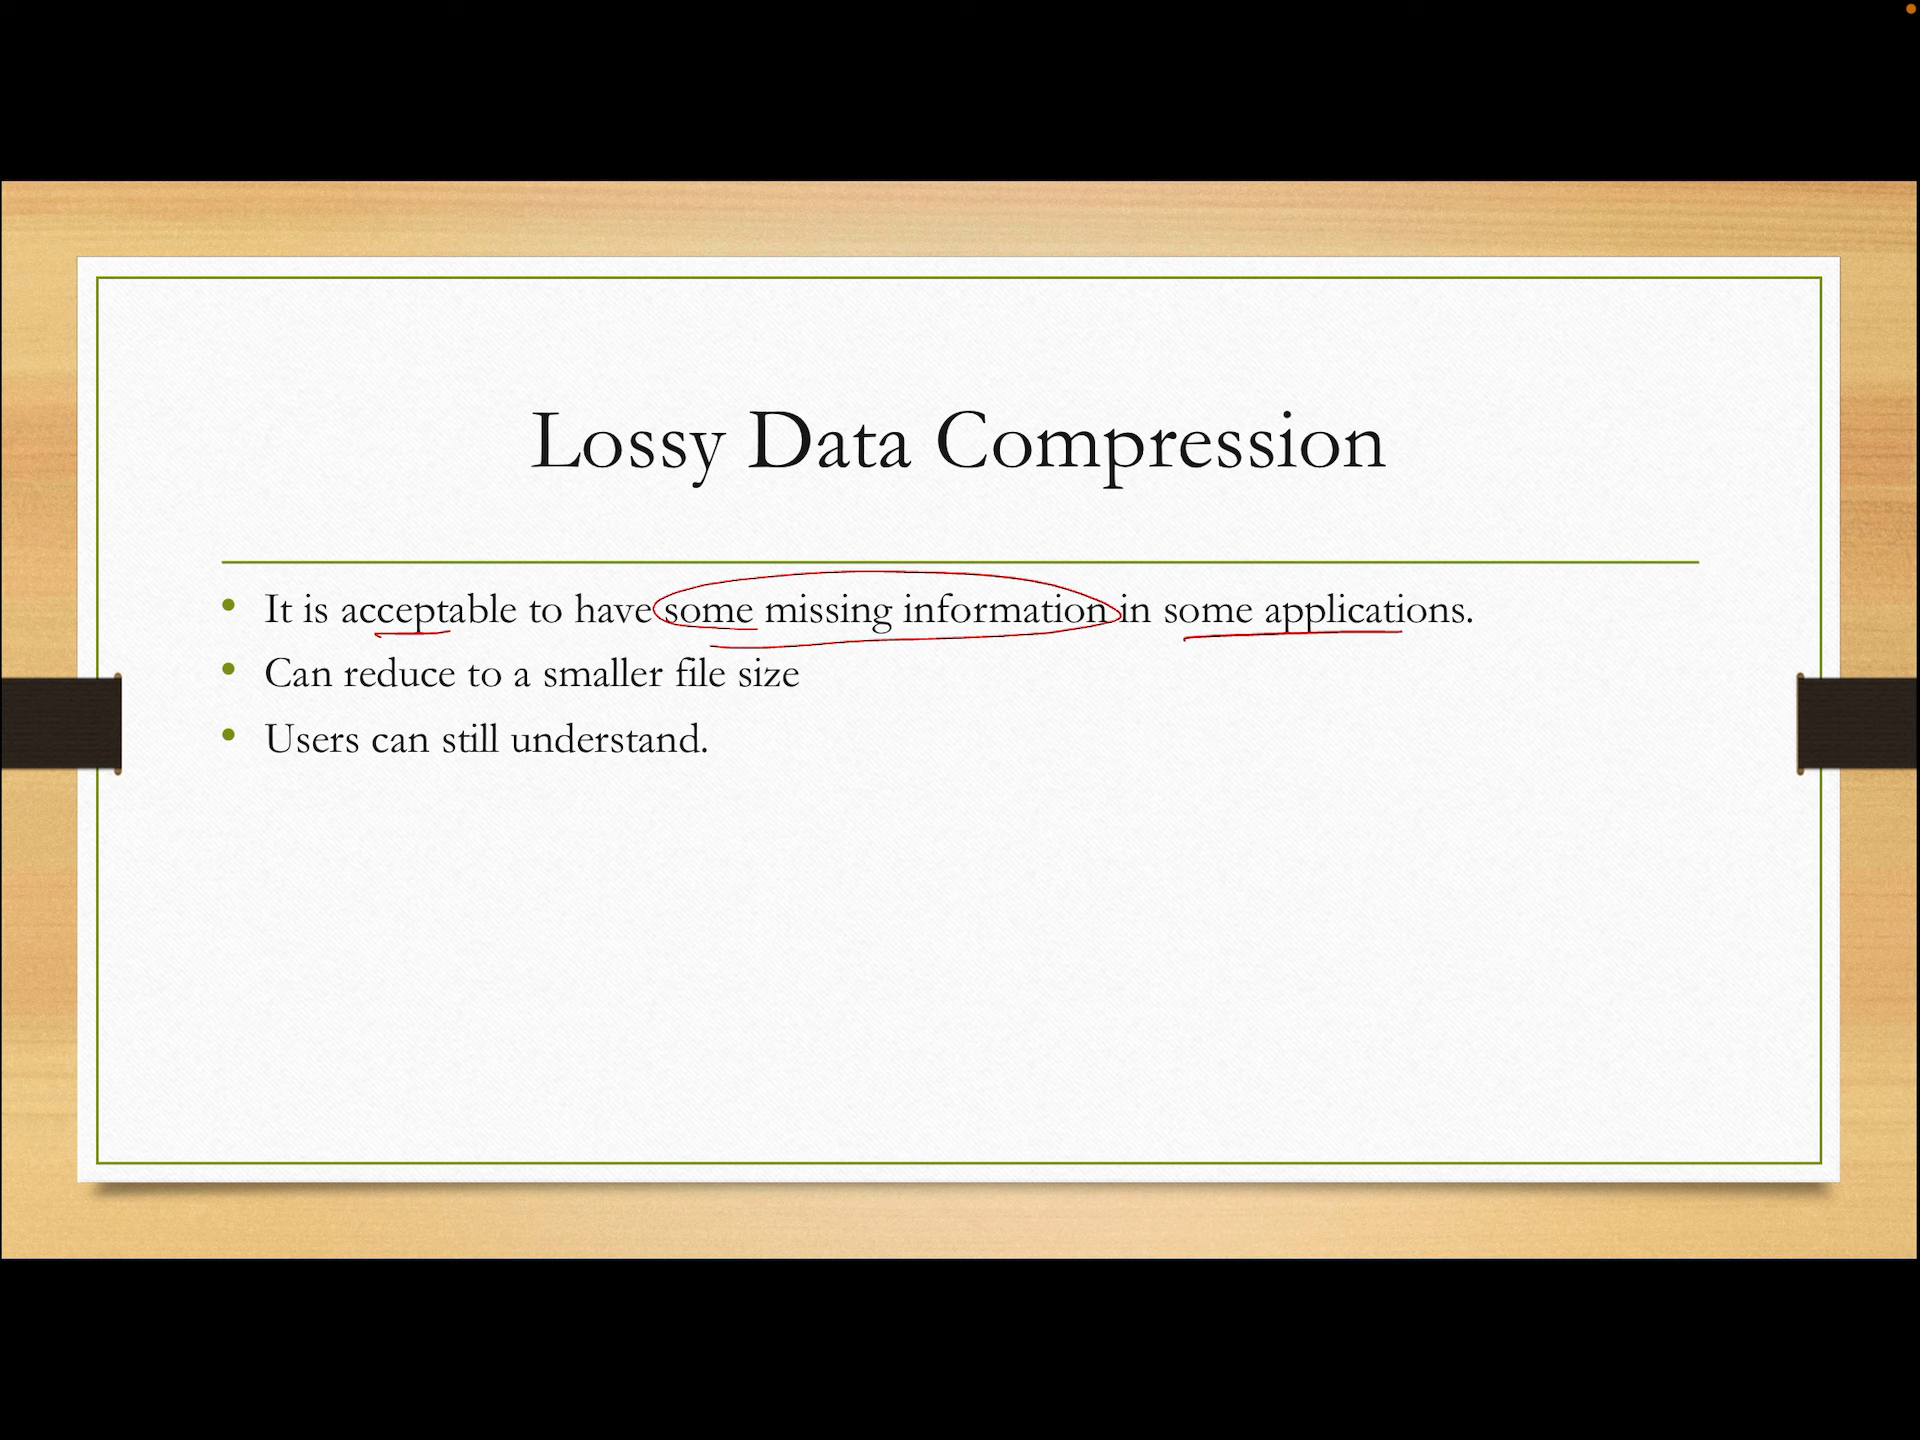 Lossy Data Compression
It is acceptable to have some missing information in some applications.
Can reduce to a smaller file size
Users can still understand.